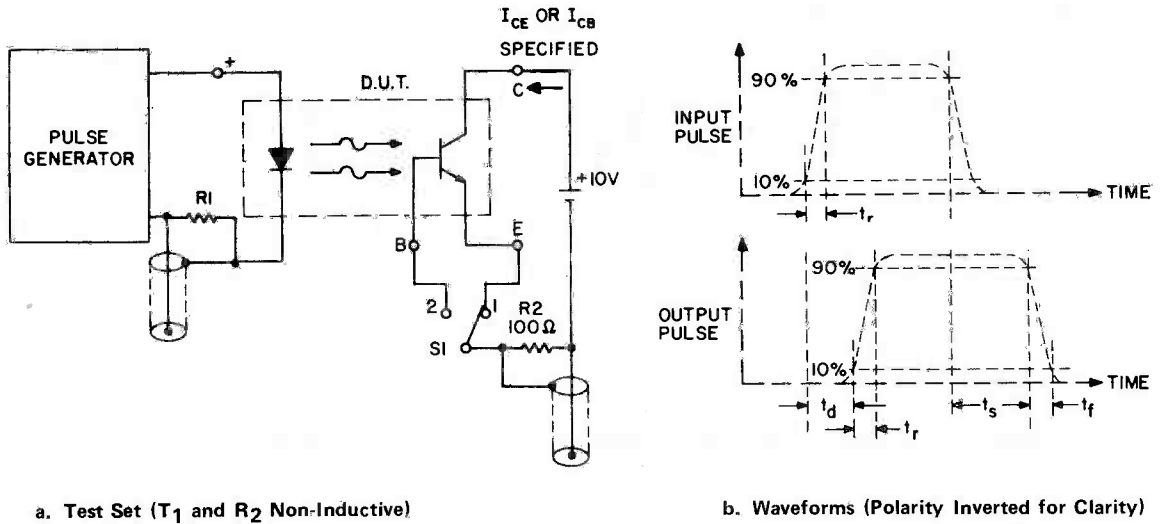 I_CE OR I_CB
SPECIFIED
+
D.U.T.
C
PULSE
GENERATOR
+10V
R1
B
E
2
1
R2
100Ω
S1
a. Test Set (T1 and R2 Non-Inductive)
90%
INPUT
PULSE
10%
TIME
t_r
90%
OUTPUT
PULSE
10%
TIME
t_d
t_s
t_f
t_r
b. Waveforms (Polarity Inverted for Clarity)